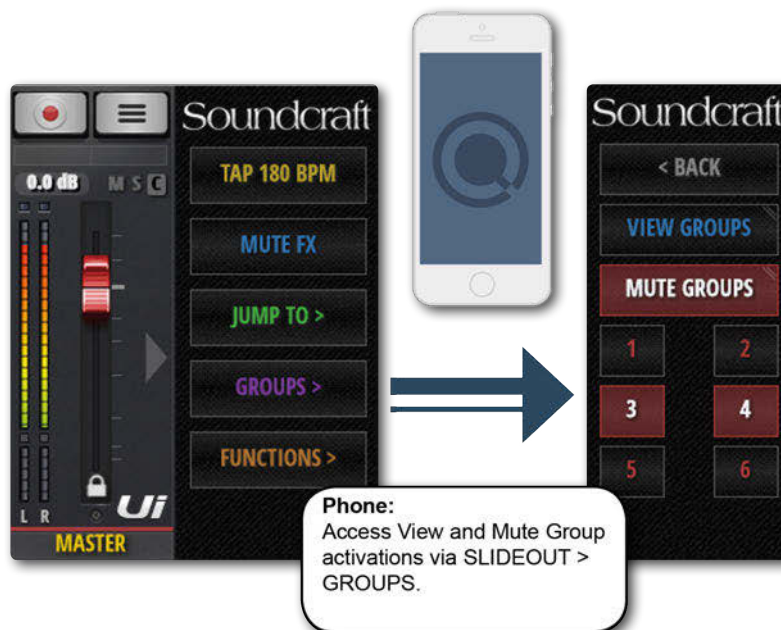 Soundcraft
TAP 180 BPM
0.0 dB M S C
MUTE FX
JUMP TO >
GROUPS >
FUNCTIONS >
L R
Ui
MASTER
Soundcraft
< BACK
VIEW GROUPS
MUTE GROUPS
1 2
3 4
5 6
Phone:
Access View and Mute Group
activations via SLIDEOUT >
GROUPS.